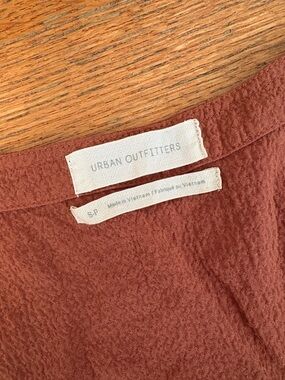 URBAN OUTFITTERS
S-P Made in Vietnam / Fabriqué au Vietnam